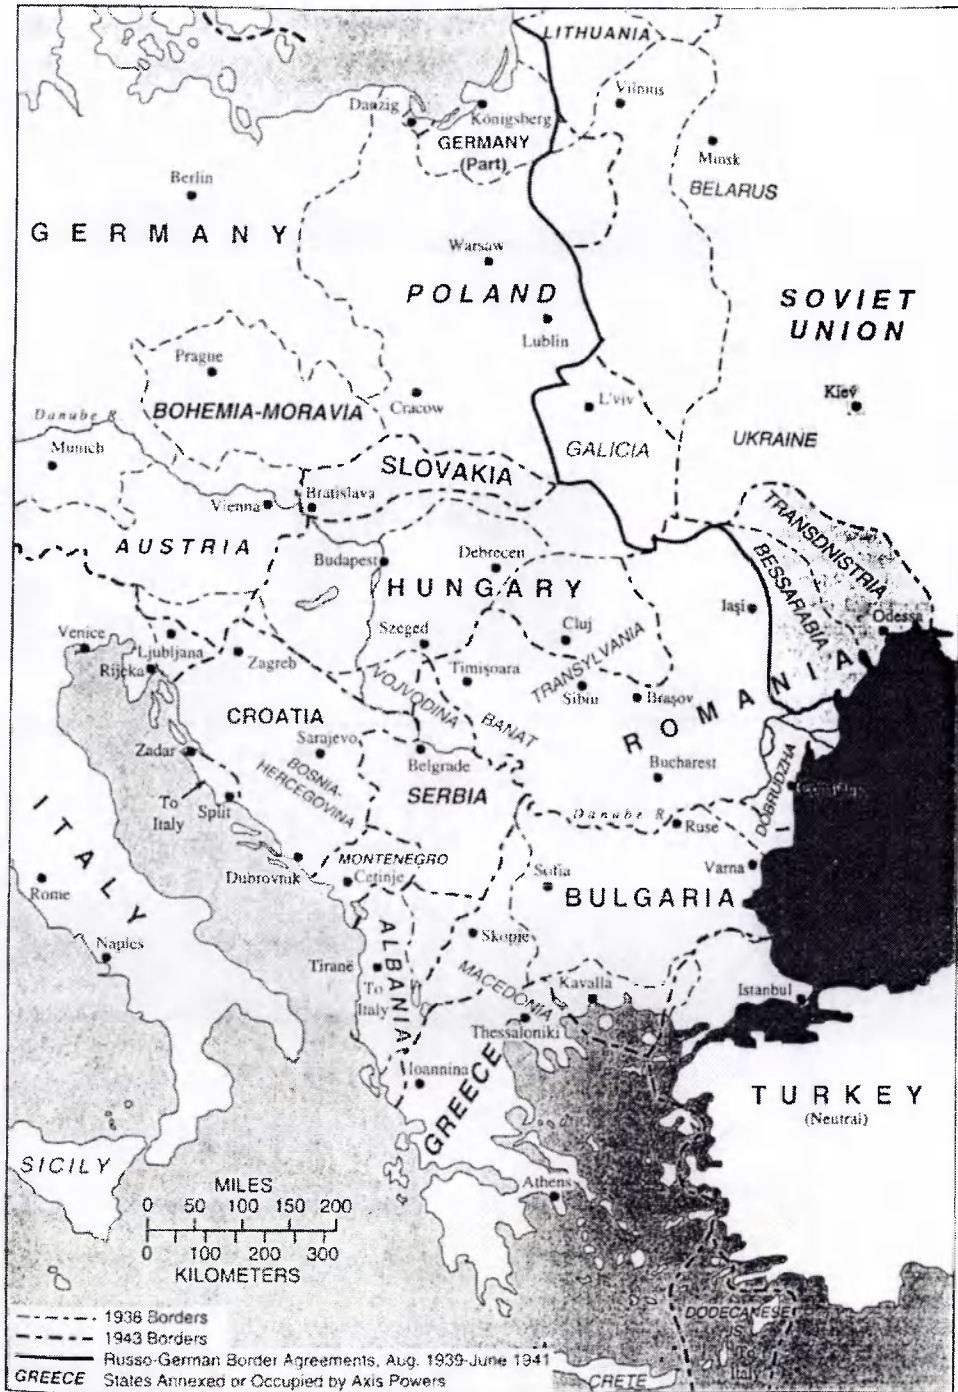 LITHUANIA
Vilnius
Danzig
Königsberg
GERMANY
(Part)
Minsk
BELARUS
Berlin
GERMANY
Warsaw
POLAND
SOVIET
UNION
Lublin
Prague
Kiev
BOHEMIA-MORAVIA
Cracow
L'viv
Danube R.
Munich
GALICIA
UKRAINE
SLOVAKIA
Vienna
Bratislava
TRANSDNISTRIA
BESSARABIA
AUSTRIA
Budapest
Debrecen
HUNGARY
Iaşi
Odessa
Venice
Ljubljana
Rijeka
Zagreb
Szeged
Cluj
Timişoara
TRANSYLVANIA
Sibiu
Braşov
VOJVODINA
BANAT
ROMANIA
CROATIA
Zadar
Sarajevo
BOSNIA-
HERCEGOVINA
Belgrade
Bucharest
DOBRUDZHA
To
Italy
Split
SERBIA
Danube R.
Ruse
ITALY
Dubrovnik
MONTENEGRO
Cetinje
Sofia
Varna
Rome
BULGARIA
Naples
Skopje
ALBANIA
Tiranë
To
Italy
MACEDONIA
Kavalla
Istanbul
Thessaloniki
Ioannina
GREECE
TURKEY
(Neutral)
SICILY
Athens
MILES
0 50 100 150 200
0 100 200 300
KILOMETERS
DODECANESE
Is.
To
Italy
CRETE
1938 Borders
1943 Borders
Russo-German Border Agreements, Aug. 1939-June 1941
GREECE States Annexed or Occupied by Axis Powers